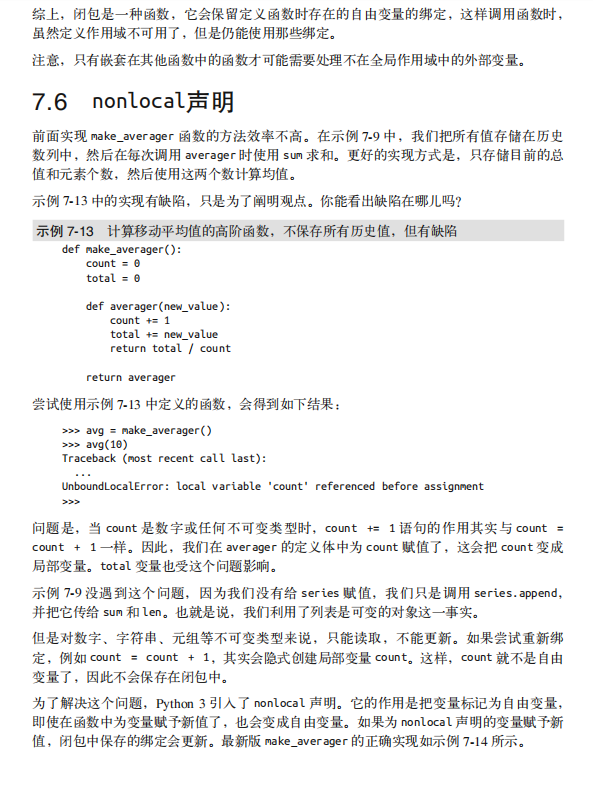 综上，闭包是一种函数，它会保留定义函数时存在的自由变量的绑定，这样调用函数时，
虽然定义作用域不可用了，但是仍能使用那些绑定。
注意，只有嵌套在其他函数中的函数才可能需要处理不在全局作用域中的外部变量。
7.6 nonlocal声明
前面实现 make_averager 函数的方法效率不高。在示例 7-9 中，我们把所有值存储在历史
数列中，然后在每次调用 averager 时使用 sum 求和。更好的实现方式是，只存储目前的总
值和元素个数，然后使用这两个数计算均值。
示例 7-13 中的实现有缺陷，只是为了阐明观点。你能看出缺陷在哪儿吗？
示例 7-13 计算移动平均值的高阶函数，不保存所有历史值，但有缺陷
def make_averager():
    count = 0
    total = 0

    def averager(new_value):
        count += 1
        total += new_value
        return total / count

    return averager
尝试使用示例 7-13 中定义的函数，会得到如下结果：
>>> avg = make_averager()
>>> avg(10)
Traceback (most recent call last):
  ...
UnboundLocalError: local variable 'count' referenced before assignment
>>>
问题是，当 count 是数字或任何不可变类型时，count += 1 语句的作用其实与 count =
count + 1 一样。因此，我们在 averager 的定义体中为 count 赋值了，这会把 count 变成
局部变量。total 变量也受这个问题影响。
示例 7-9 没遇到这个问题，因为我们没有给 series 赋值，我们只是调用 series.append，
并把它传给 sum 和 len。也就是说，我们利用了列表是可变的对象这一事实。
但是对数字、字符串、元组等不可变类型来说，只能读取，不能更新。如果尝试重新绑
定，例如 count = count + 1，其实会隐式创建局部变量 count。这样，count 就不是自由
变量了，因此不会保存在闭包中。
为了解决这个问题，Python 3 引入了 nonlocal 声明。它的作用是把变量标记为自由变量，
即使在函数中为变量赋予新值了，也会变成自由变量。如果为 nonlocal 声明的变量赋予新
值，闭包中保存的绑定会更新。最新版 make_averager 的正确实现如示例 7-14 所示。